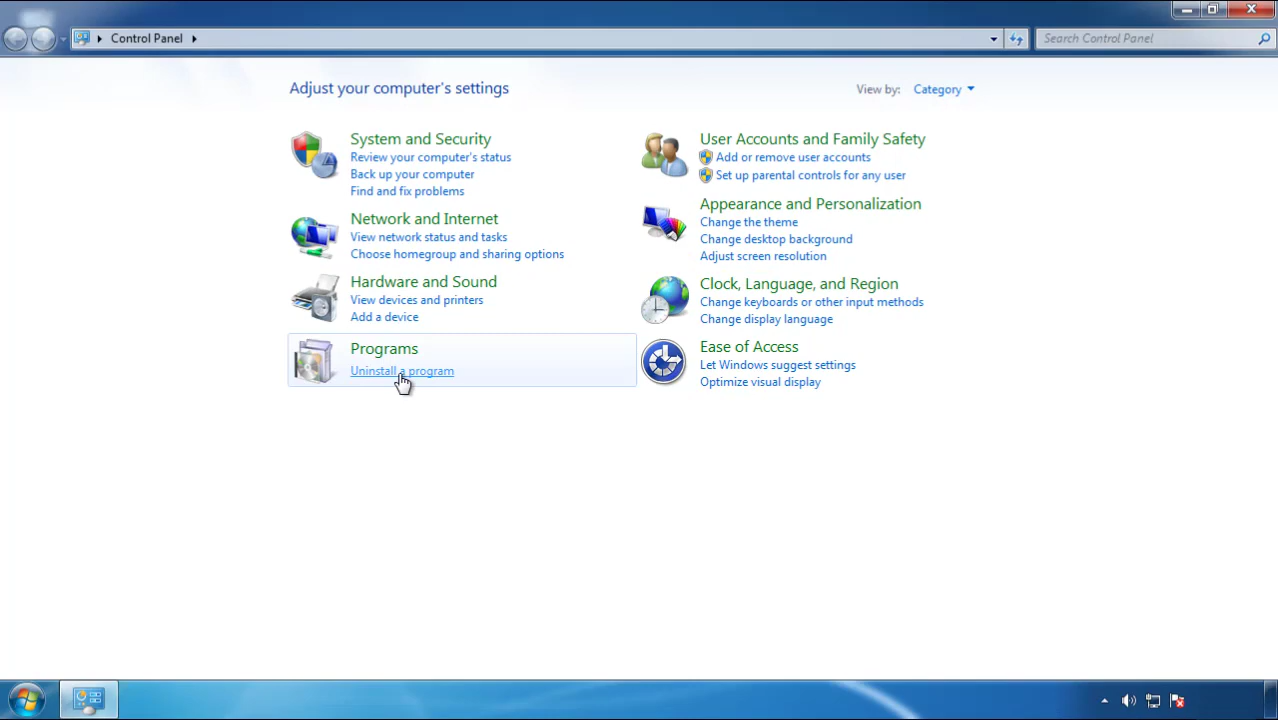 Control Panel
Search Control Panel
Adjust your computer's settings
View by: Category
System and Security
Review your computer's status
Back up your computer
Find and fix problems
Network and Internet
View network status and tasks
Choose homegroup and sharing options
Hardware and Sound
View devices and printers
Add a device
Programs
Uninstall a program
User Accounts and Family Safety
Add or remove user accounts
Set up parental controls for any user
Appearance and Personalization
Change the theme
Change desktop background
Adjust screen resolution
Clock, Language, and Region
Change keyboards or other input methods
Change display language
Ease of Access
Let Windows suggest settings
Optimize visual display